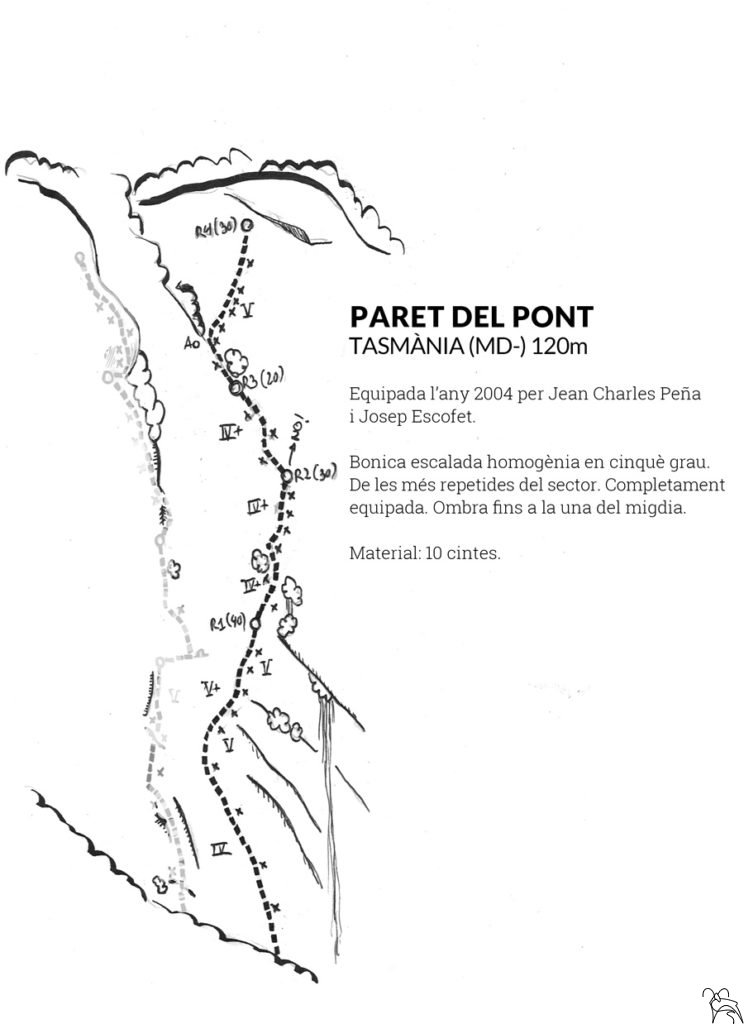 R4(30)
V
A0
R3(20)
IV+
NO!
R2(30)
IV+
IV+
R1(40)
V
V+
V
V
IV
PARET DEL PONT
TASMÀNIA (MD-) 120m
Equipada l'any 2004 per Jean Charles Peña
i Josep Escofet.
Bonica escalada homogènia en cinquè grau.
De les més repetides del sector. Completament
equipada. Ombra fins a la una del migdia.
Material: 10 cintes.